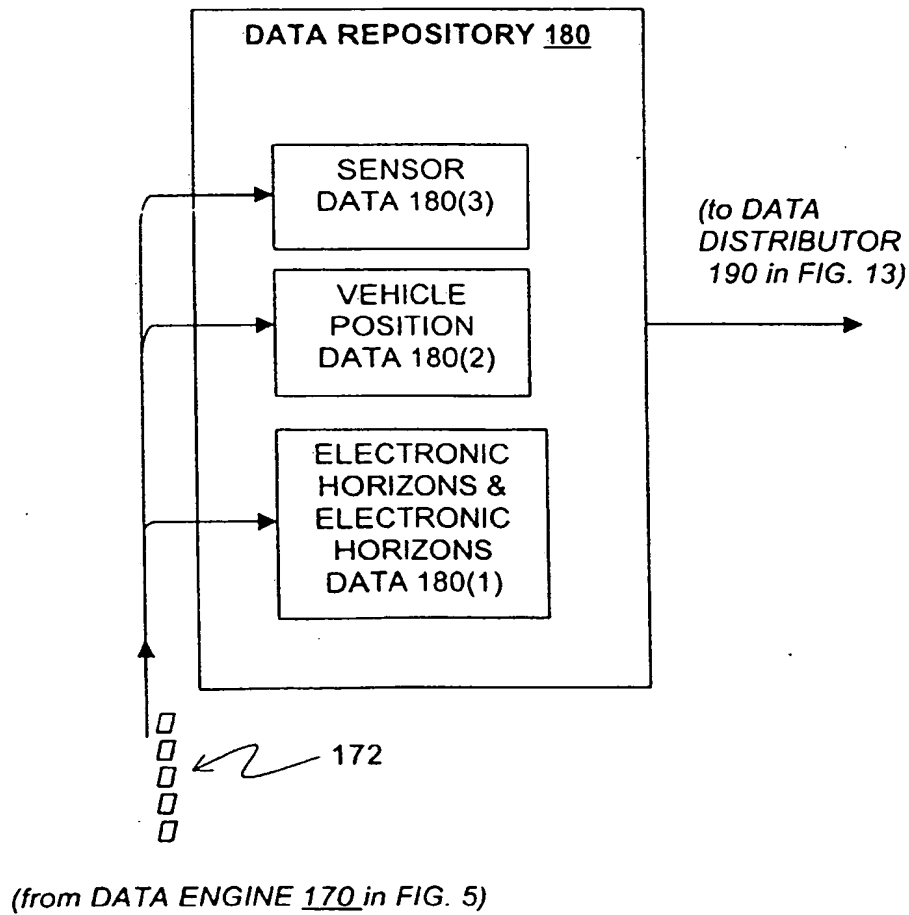 DATA REPOSITORY 180
SENSOR
DATA 180(3)
(to DATA
DISTRIBUTOR
190 in FIG. 13)
VEHICLE
POSITION
DATA 180(2)
ELECTRONIC
HORIZONS &
ELECTRONIC
HORIZONS
DATA 180(1)
172
(from DATA ENGINE 170 in FIG. 5)